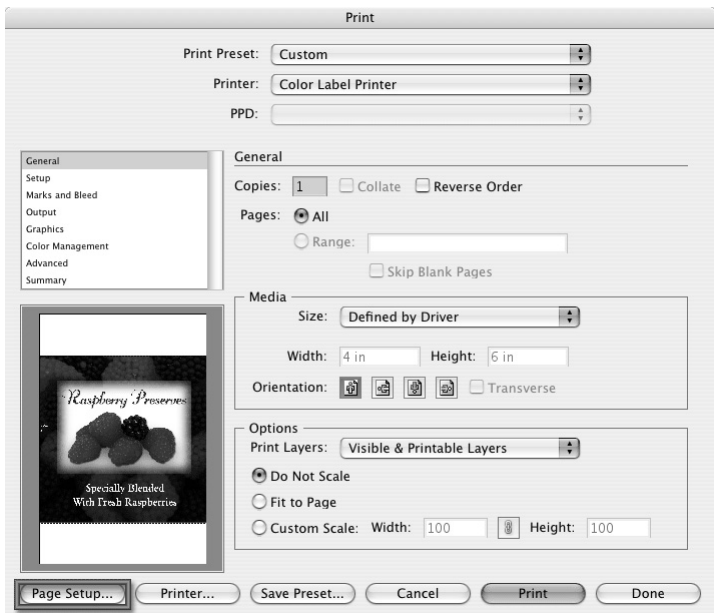 Print
Print Preset: Custom
Printer: Color Label Printer
PPD:
General
Setup
Marks and Bleed
Output
Graphics
Color Management
Advanced
Summary
General
Copies: 1 Collate Reverse Order
Pages: All
Range:
Skip Blank Pages
Media
Size: Defined by Driver
Width: 4 in Height: 6 in
Orientation: Transverse
Options
Print Layers: Visible & Printable Layers
Do Not Scale
Fit to Page
Custom Scale: Width: 100 Height: 100
Raspberry Preserves
Specially Blended
With Fresh Raspberries
Page Setup... Printer... Save Preset... Cancel Print Done